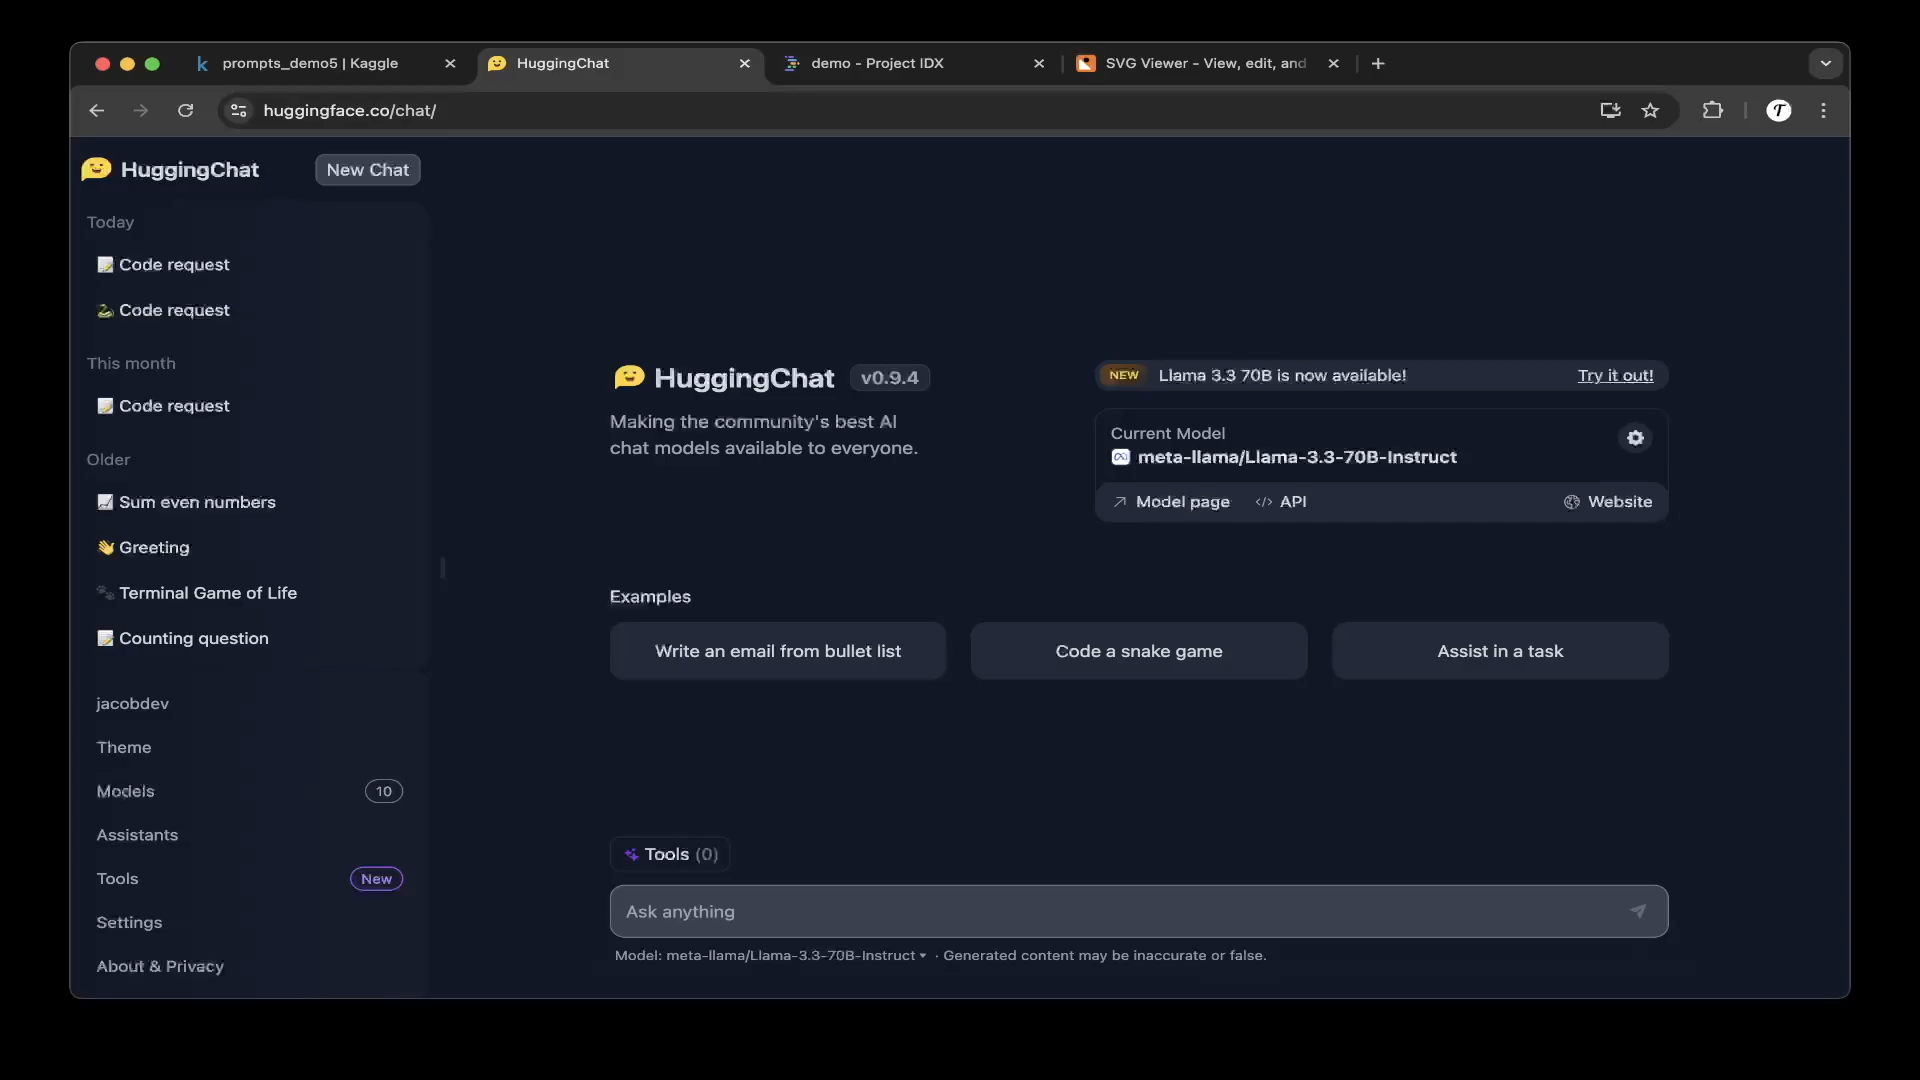 prompts_demo5 | Kaggle
HuggingChat
demo - Project IDX
SVG Viewer - View, edit, and
huggingface.co/chat/
HuggingChat
New Chat
Today
Code request
Code request
This month
Code request
Older
Sum even numbers
Greeting
Terminal Game of Life
Counting question
jacobdev
Theme
Models 10
Assistants
Tools New
Settings
About & Privacy
HuggingChat v0.9.4
Making the community's best AI
chat models available to everyone.
NEW Llama 3.3 70B is now available! Try it out!
Current Model
meta-llama/Llama-3.3-70B-Instruct
Model page </> API Website
Examples
Write an email from bullet list
Code a snake game
Assist in a task
Tools (0)
Ask anything
Model: meta-llama/Llama-3.3-70B-Instruct · Generated content may be inaccurate or false.